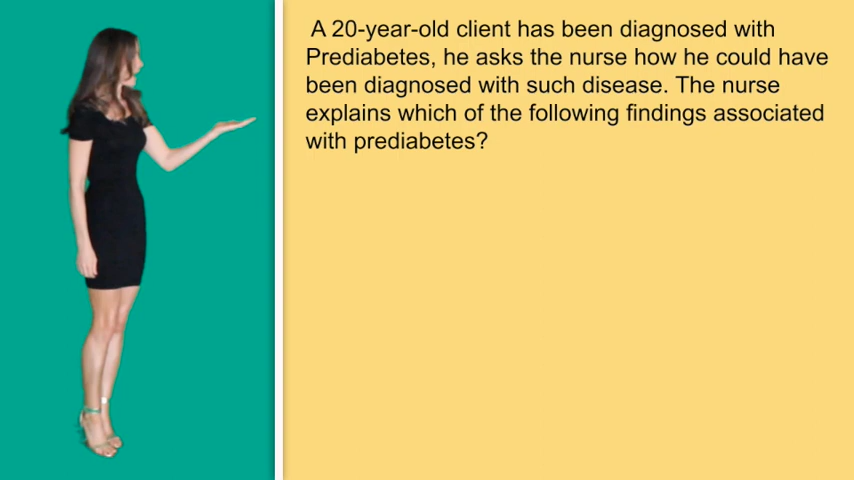 A 20-year-old client has been diagnosed with
Prediabetes, he asks the nurse how he could have
been diagnosed with such disease. The nurse
explains which of the following findings associated
with prediabetes?